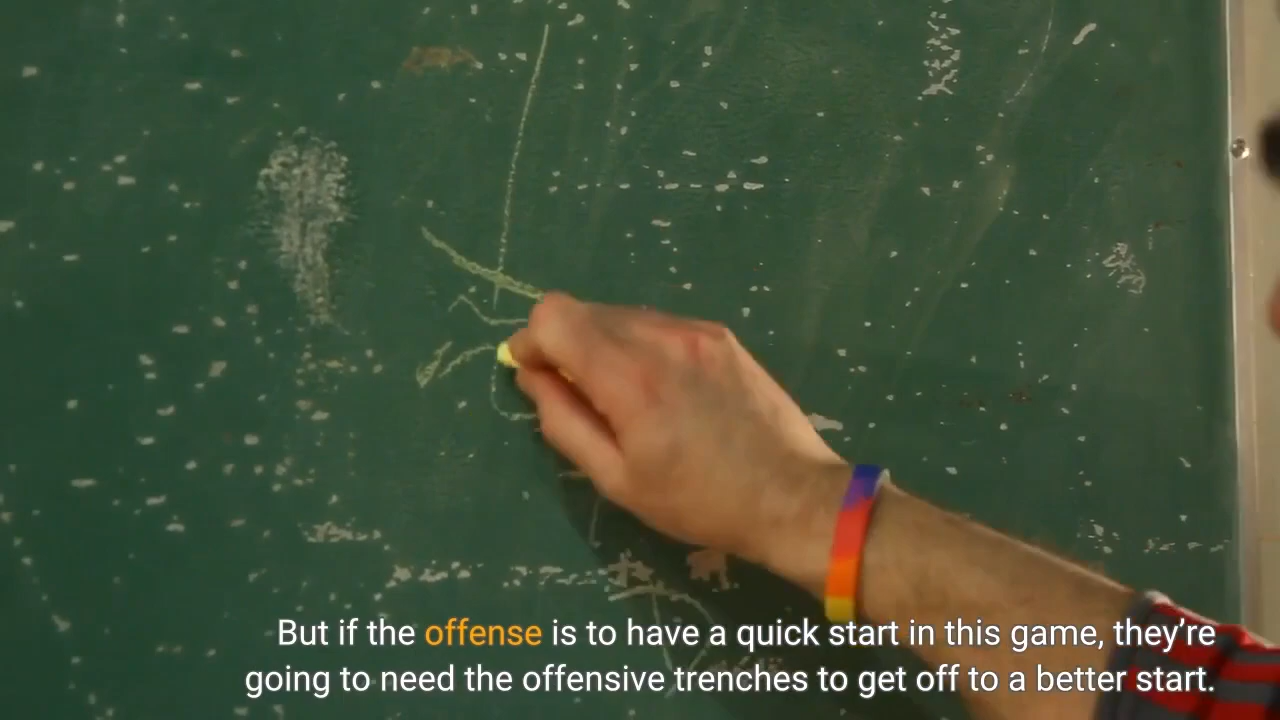 But if the offense is to have a quick start in this game, they’re
going to need the offensive trenches to get off to a better start.